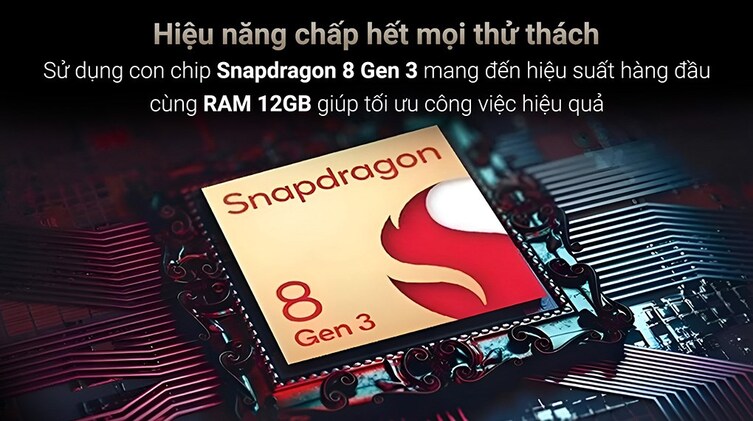 Hiệu năng chấp hết mọi thử thách
Sử dụng con chip Snapdragon 8 Gen 3 mang đến hiệu suất hàng đầu
cùng RAM 12GB giúp tối ưu công việc hiệu quả
Snapdragon
8
Gen 3